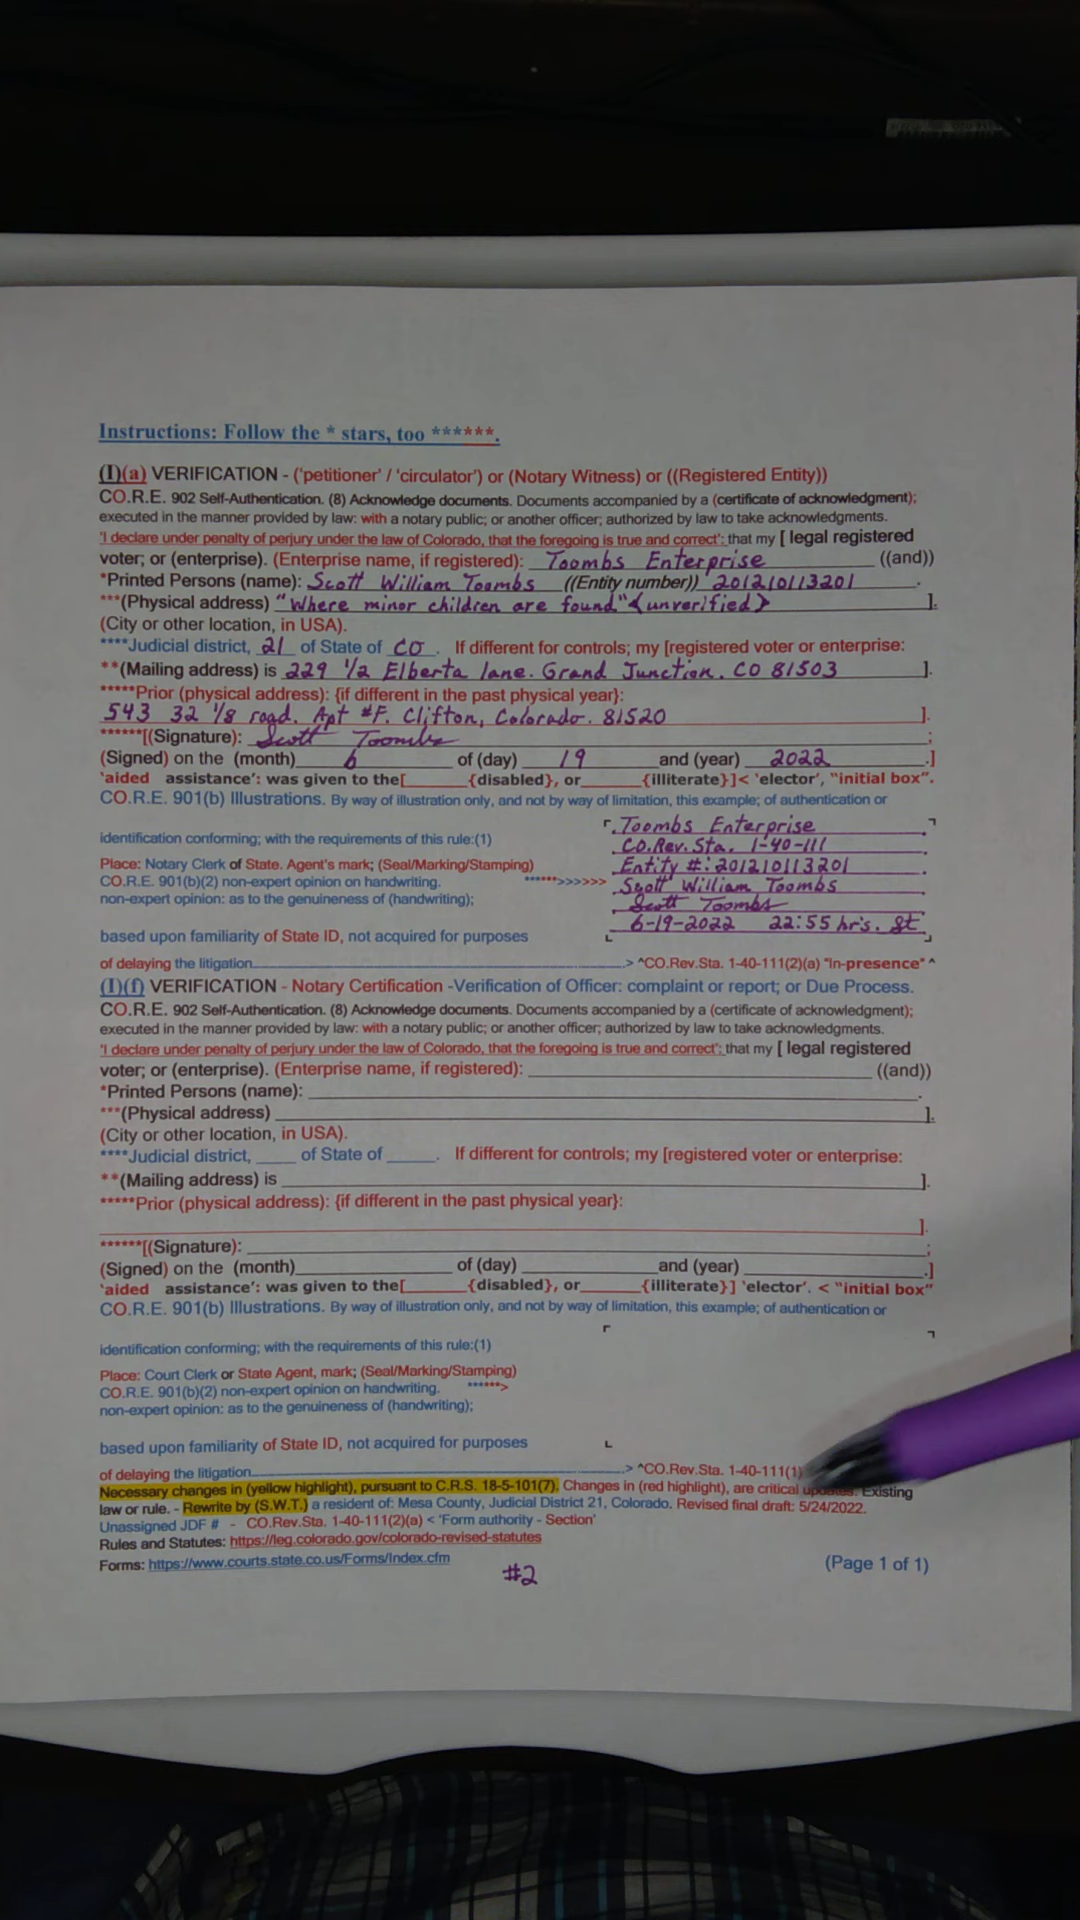 Instructions: Follow the * stars, too ******.
(I)(a) VERIFICATION - ('petitioner' / 'circulator') or (Notary Witness) or ((Registered Entity))
CO.R.E. 902 Self-Authentication. (8) Acknowledge documents. Documents accompanied by a (certificate of acknowledgment);
executed in the manner provided by law: with a notary public; or another officer; authorized by law to take acknowledgments.
'I declare under penalty of perjury under the law of Colorado, that the foregoing is true and correct': that my [ legal registered
voter; or (enterprise). (Enterprise name, if registered): Toombs Enterprise ((and))
*Printed Persons (name): Scott William Toombs ((Entity number)) 201210113201.
***(Physical address) "Where minor children are found" <unverified> ].
(City or other location, in USA).
****Judicial district, 21 of State of CO. If different for controls; my [registered voter or enterprise:
**(Mailing address) is 229 1/2 Elberta lane. Grand Junction. CO 81503 ].
*****Prior (physical address): {if different in the past physical year}:
543 32 1/8 road. Apt #F. Clifton, Colorado. 81520 ].
******[(Signature): Scott Toombs ;
(Signed) on the (month) 6 of (day) 19 and (year) 2022 .]
'aided assistance': was given to the[______{disabled}, or______{illiterate}]< 'elector', "initial box".
CO.R.E. 901(b) Illustrations. By way of illustration only, and not by way of limitation, this example; of authentication or
Toombs Enterprise
identification conforming; with the requirements of this rule:(1)
CO.Rev.Sta. 1-40-111
Place: Notary Clerk of State. Agent's mark; (Seal/Marking/Stamping)
Entity #: 201210113201
CO.R.E. 901(b)(2) non-expert opinion on handwriting. ******>>>>>>
Scott William Toombs
non-expert opinion: as to the genuineness of (handwriting);
Scott Toombs
6-19-2022 22:55 hr's. St
based upon familiarity of State ID, not acquired for purposes
of delaying the litigation > ^CO.Rev.Sta. 1-40-111(2)(a) "In-presence" ^
(I)(f) VERIFICATION - Notary Certification -Verification of Officer: complaint or report; or Due Process.
CO.R.E. 902 Self-Authentication. (8) Acknowledge documents. Documents accompanied by a (certificate of acknowledgment);
executed in the manner provided by law: with a notary public; or another officer; authorized by law to take acknowledgments.
'I declare under penalty of perjury under the law of Colorado, that the foregoing is true and correct': that my [ legal registered
voter; or (enterprise). (Enterprise name, if registered): ((and))
*Printed Persons (name): .
***(Physical address) ].
(City or other location, in USA).
****Judicial district, ____ of State of _____. If different for controls; my [registered voter or enterprise:
**(Mailing address) is ].
*****Prior (physical address): {if different in the past physical year}:
].
******[(Signature): ;
(Signed) on the (month) of (day) and (year) .]
'aided assistance': was given to the[______{disabled}, or______{illiterate}] 'elector'. < "initial box"
CO.R.E. 901(b) Illustrations. By way of illustration only, and not by way of limitation, this example; of authentication or
identification conforming; with the requirements of this rule:(1)
Place: Court Clerk or State Agent, mark; (Seal/Marking/Stamping)
CO.R.E. 901(b)(2) non-expert opinion on handwriting. ******>
non-expert opinion: as to the genuineness of (handwriting);
based upon familiarity of State ID, not acquired for purposes
of delaying the litigation > ^CO.Rev.Sta. 1-40-111(1)
Necessary changes in (yellow highlight), pursuant to C.R.S. 18-5-101(7). Changes in (red highlight), are critical updates. Existing
law or rule. - Rewrite by (S.W.T.) a resident of: Mesa County, Judicial District 21, Colorado. Revised final draft: 5/24/2022.
Unassigned JDF # - CO.Rev.Sta. 1-40-111(2)(a) < 'Form authority - Section'
Rules and Statutes: https://leg.colorado.gov/colorado-revised-statutes
Forms: https://www.courts.state.co.us/Forms/Index.cfm
#2
(Page 1 of 1)